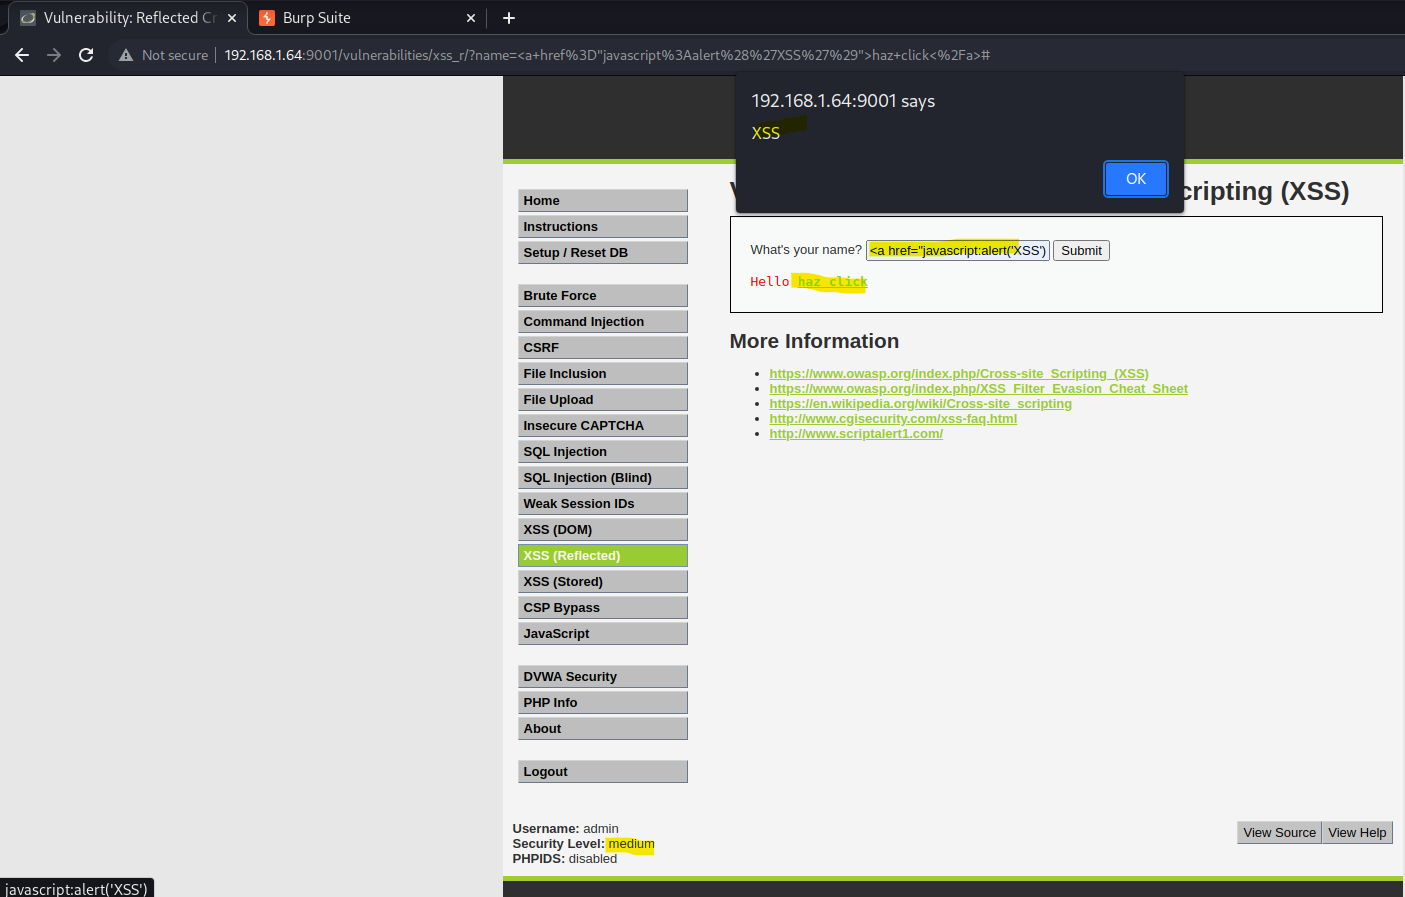 Vulnerability: Reflected Cr
Burp Suite
Not secure
192.168.1.64:9001/vulnerabilities/xss_r/?name=<a+href%3D"javascript%3Aalert%28%27XSS%27%29">haz+click<%2Fa>#
192.168.1.64:9001 says
XSS
OK
cripting (XSS)
Home
Instructions
Setup / Reset DB
Brute Force
Command Injection
CSRF
File Inclusion
File Upload
Insecure CAPTCHA
SQL Injection
SQL Injection (Blind)
Weak Session IDs
XSS (DOM)
XSS (Reflected)
XSS (Stored)
CSP Bypass
JavaScript
DVWA Security
PHP Info
About
Logout
What's your name? <a href="javascript:alert('XSS') Submit
Hello haz click
More Information
https://www.owasp.org/index.php/Cross-site_Scripting_(XSS)
https://www.owasp.org/index.php/XSS_Filter_Evasion_Cheat_Sheet
https://en.wikipedia.org/wiki/Cross-site_scripting
http://www.cgisecurity.com/xss-faq.html
http://www.scriptalert1.com/
Username: admin
Security Level: medium
PHPIDS: disabled
View Source View Help
javascript:alert('XSS')